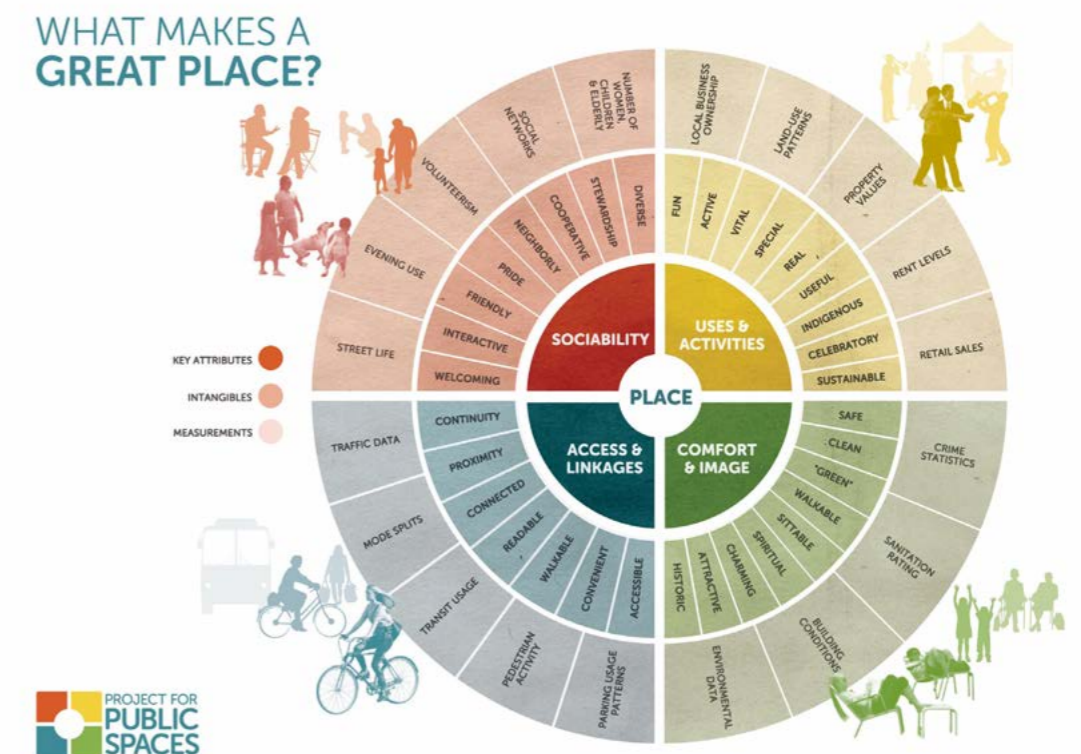 WHAT MAKES A
GREAT PLACE?
KEY ATTRIBUTES
INTANGIBLES
MEASUREMENTS
PLACE
SOCIABILITY
DIVERSE
STEWARDSHIP
COOPERATIVE
NEIGHBORLY
PRIDE
FRIENDLY
INTERACTIVE
WELCOMING
NUMBER OF
WOMEN,
CHILDREN
& ELDERLY
SOCIAL
NETWORKS
VOLUNTEERISM
EVENING USE
STREET LIFE
USES &
ACTIVITIES
FUN
ACTIVE
VITAL
SPECIAL
REAL
USEFUL
INDIGENOUS
CELEBRATORY
SUSTAINABLE
LOCAL BUSINESS
OWNERSHIP
LAND-USE
PATTERNS
PROPERTY
VALUES
RENT LEVELS
RETAIL SALES
ACCESS &
LINKAGES
CONTINUITY
PROXIMITY
CONNECTED
READABLE
WALKABLE
CONVENIENT
ACCESSIBLE
TRAFFIC DATA
MODE SPLITS
TRANSIT USAGE
PEDESTRIAN
ACTIVITY
PARKING USAGE
PATTERNS
COMFORT
& IMAGE
SAFE
CLEAN
"GREEN"
WALKABLE
SITTABLE
SPIRITUAL
CHARMING
ATTRACTIVE
HISTORIC
CRIME
STATISTICS
SANITATION
RATING
BUILDING
CONDITIONS
ENVIRONMENTAL
DATA
PROJECT FOR
PUBLIC
SPACES